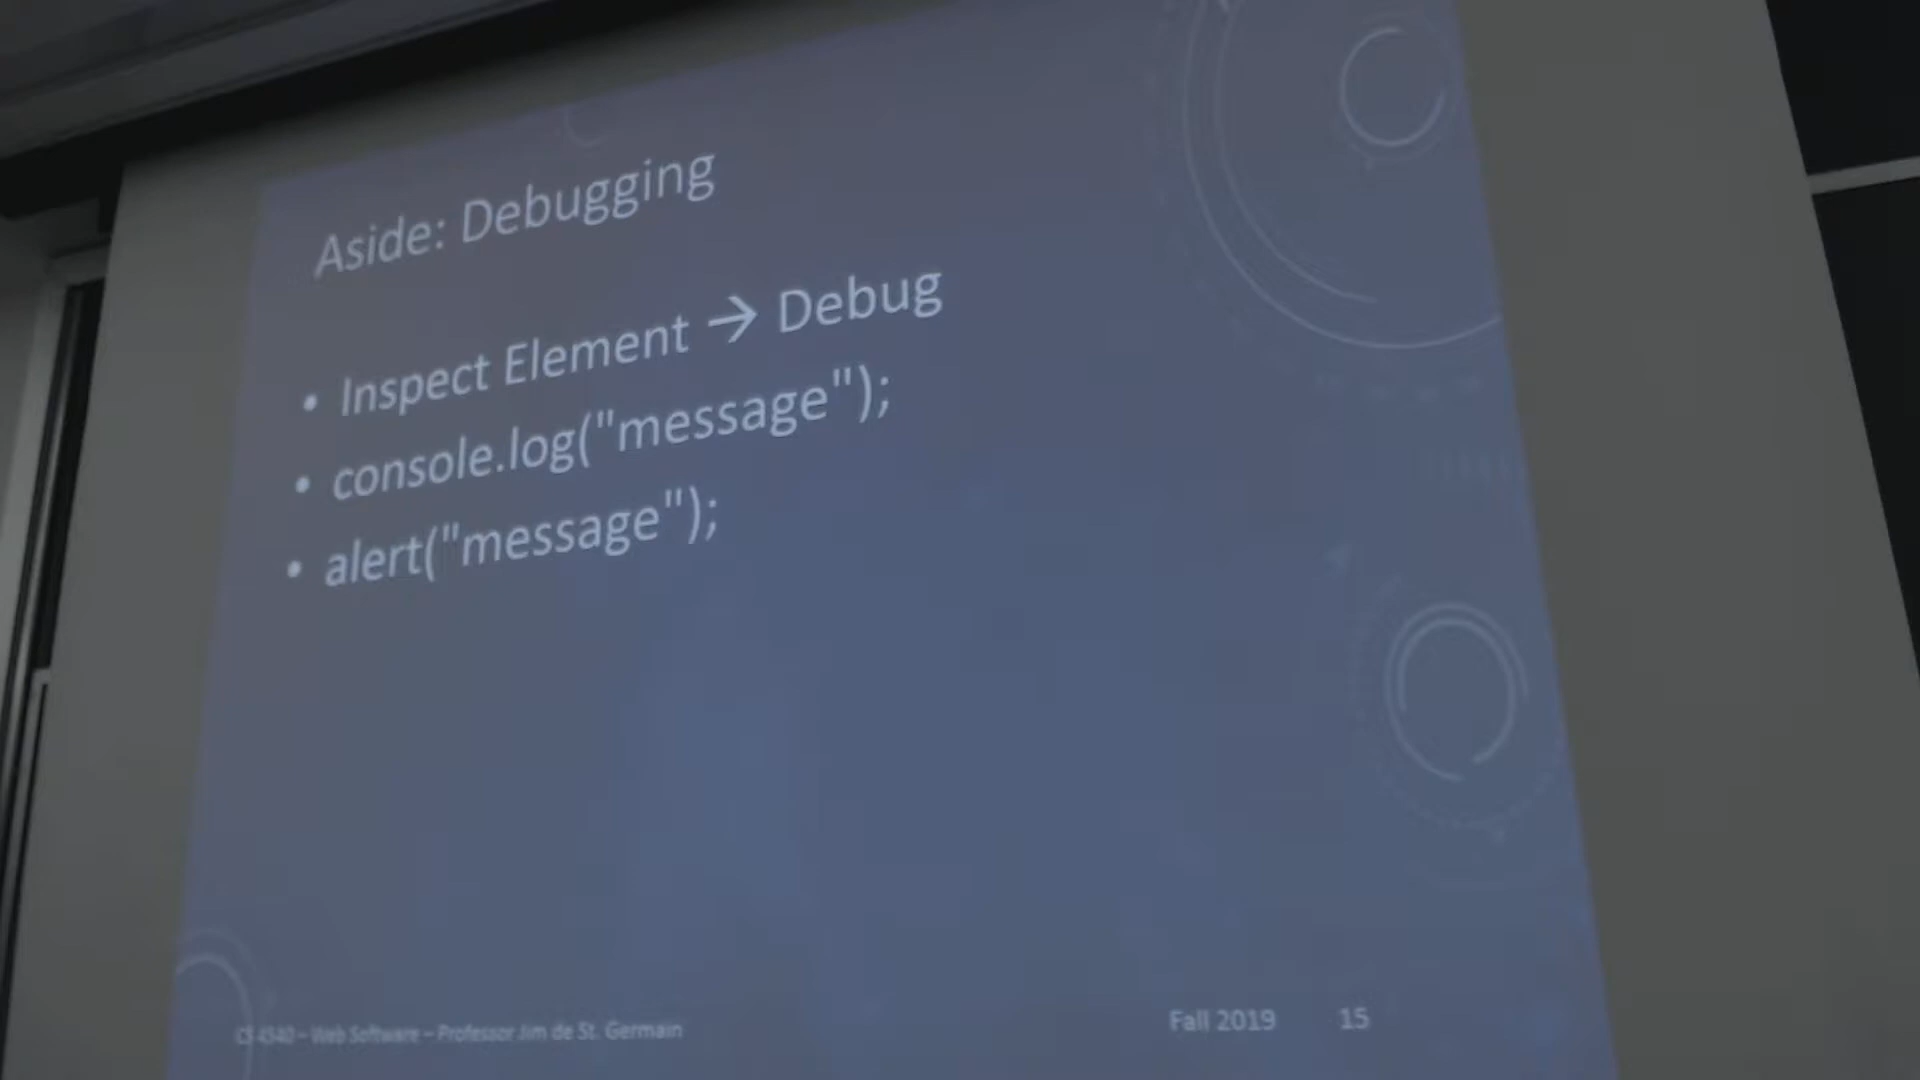 Aside: Debugging
• Inspect Element → Debug
• console.log("message");
• alert("message");
CS 4540 – Web Software – Professor Jim de St. Germain
Fall 2019
15